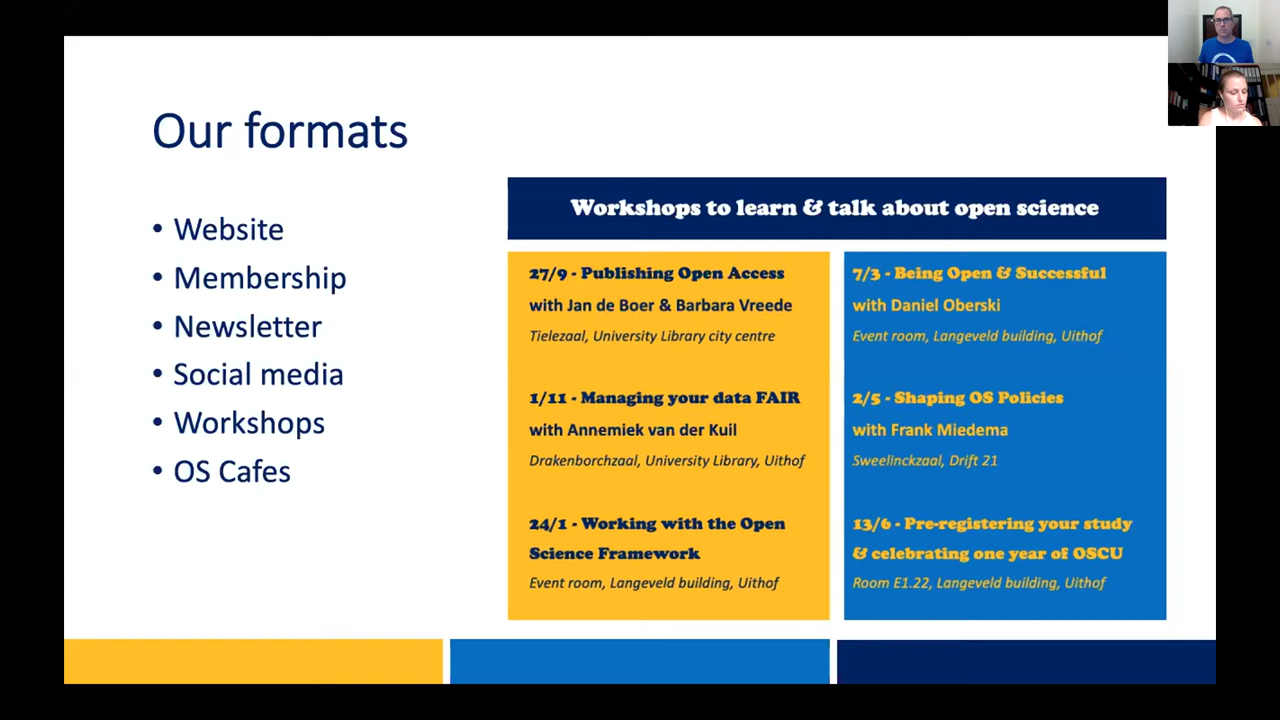 Our formats
• Website
• Membership
• Newsletter
• Social media
• Workshops
• OS Cafes
Workshops to learn & talk about open science
27/9 - Publishing Open Access
with Jan de Boer & Barbara Vreede
Tielezaal, University Library city centre
1/11 - Managing your data FAIR
with Annemiek van der Kuil
Drakenborchzaal, University Library, Uithof
24/1 - Working with the Open
Science Framework
Event room, Langeveld building, Uithof
7/3 - Being Open & Successful
with Daniel Oberski
Event room, Langeveld building, Uithof
2/5 - Shaping OS Policies
with Frank Miedema
Sweelinckzaal, Drift 21
13/6 - Pre-registering your study
& celebrating one year of OSCU
Room E1.22, Langeveld building, Uithof